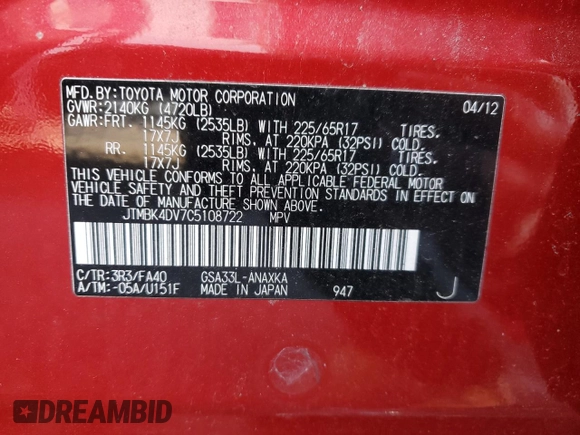 MFD.BY:TOYOTA MOTOR CORPORATION 04/12
GVWR:2140KG (4720LB)
GAWR:FRT. 1145KG (2535LB) WITH 225/65R17 TIRES.
17X7J RIMS, AT 220KPA (32PSI) COLD.
RR. 1145KG (2535LB) WITH 225/65R17 TIRES.
17X7J RIMS, AT 220KPA (32PSI) COLD.
THIS VEHICLE CONFORMS TO ALL APPLICABLE FEDERAL MOTOR
VEHICLE SAFETY AND THEFT PREVENTION STANDARDS IN EFFECT ON
THE DATE OF MANUFACTURE SHOWN ABOVE.
JTMBK4DV7C5108722 MPV
C/TR:3R3/FA40 GSA33L-ANAXKA
A/TM:-05A/U151F MADE IN JAPAN 947 J
DREAMBID